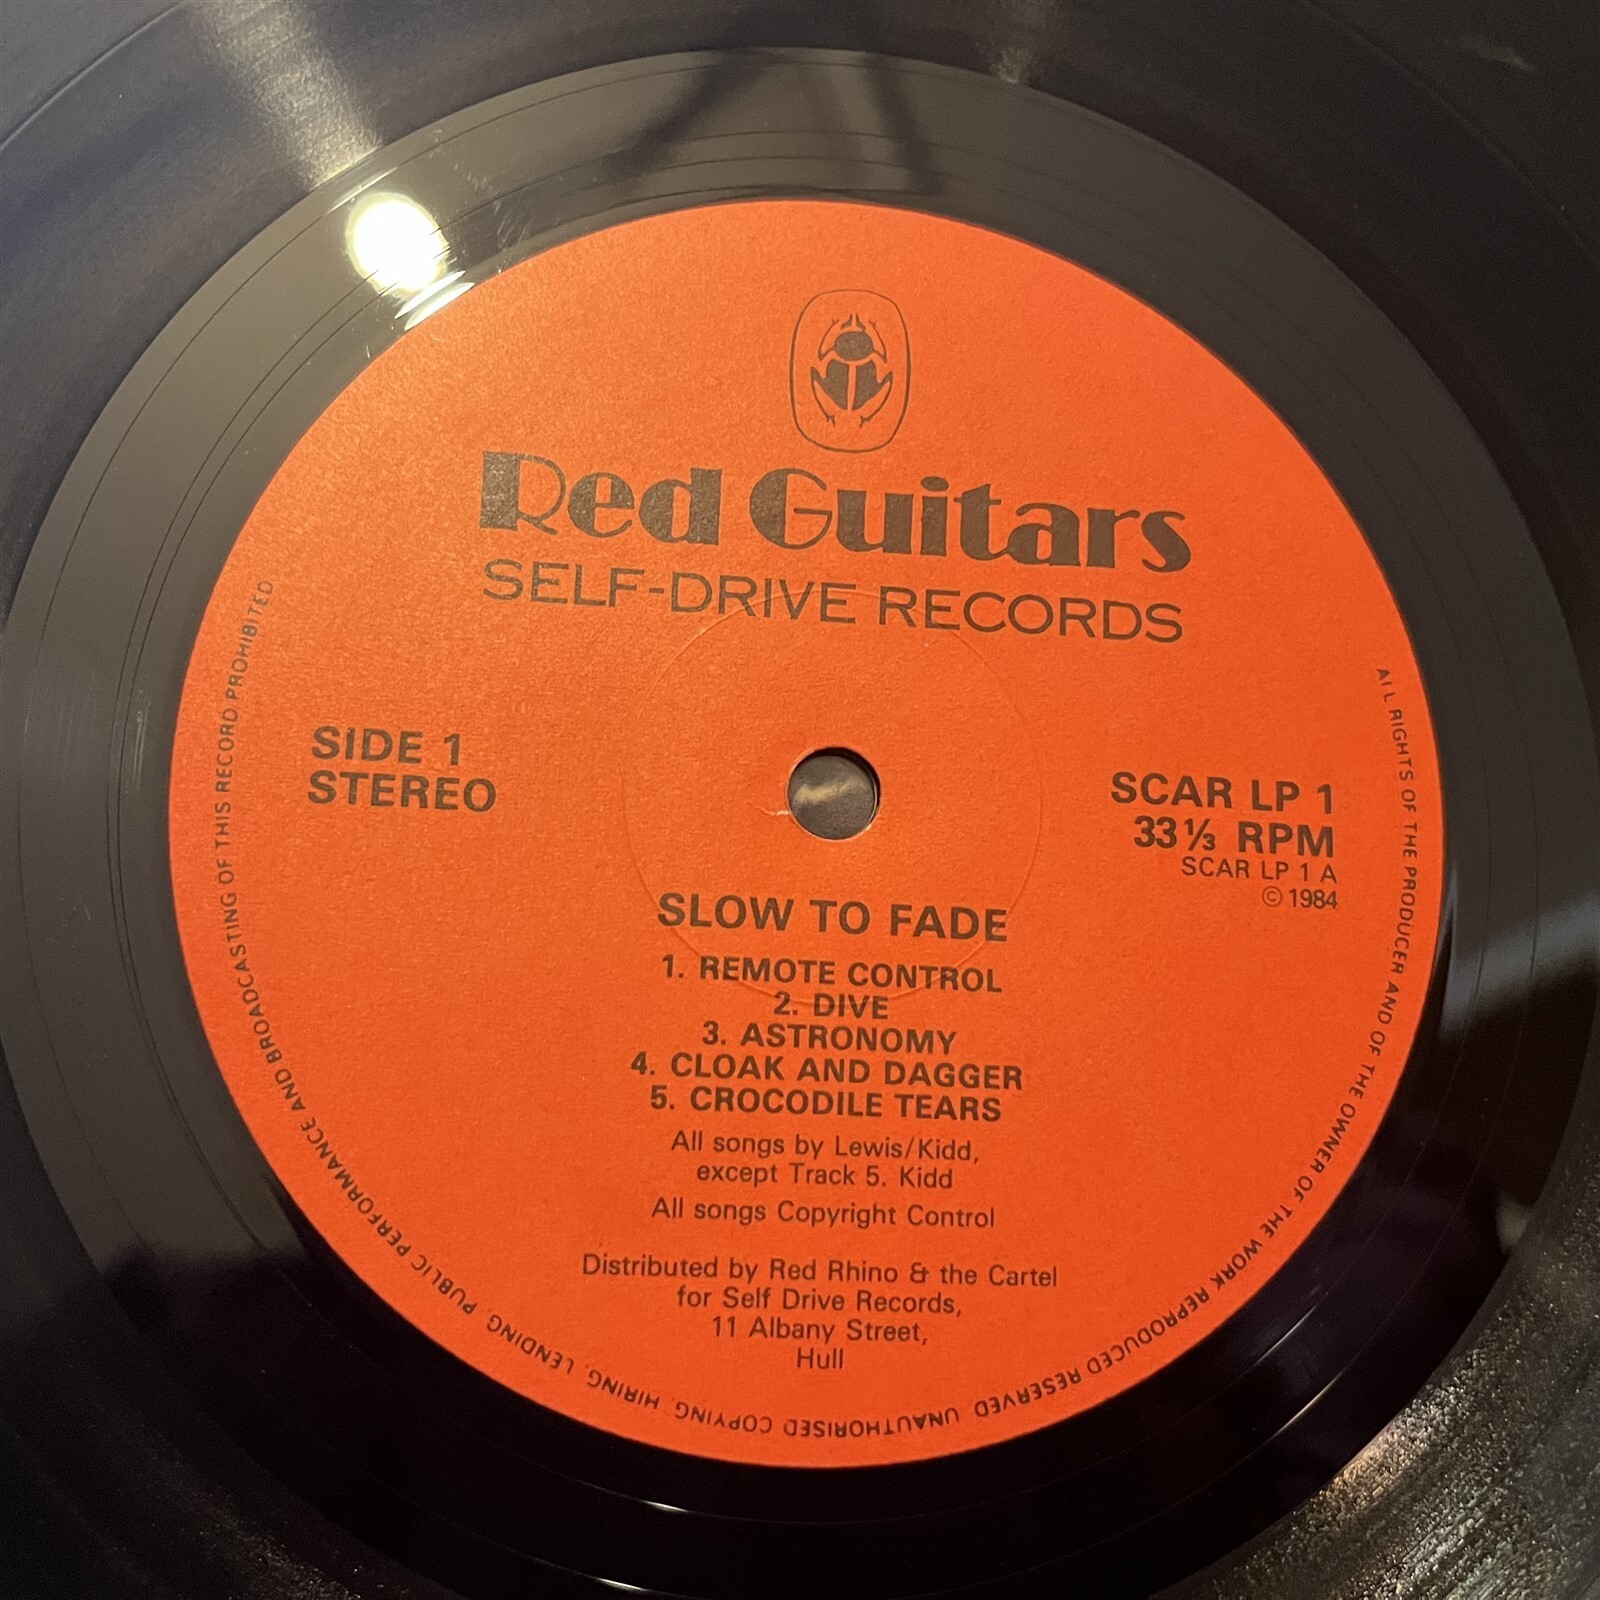 Red Guitars
SELF-DRIVE RECORDS
SIDE 1
STEREO
SCAR LP 1
33 ⅓ RPM
SCAR LP 1 A
© 1984
SLOW TO FADE
1. REMOTE CONTROL
2. DIVE
3. ASTRONOMY
4. CLOAK AND DAGGER
5. CROCODILE TEARS
All songs by Lewis/Kidd,
except Track 5. Kidd
All songs Copyright Control
Distributed by Red Rhino & the Cartel
for Self Drive Records,
11 Albany Street,
Hull
ALL RIGHTS OF THE PRODUCER AND OF THE OWNER OF THE WORK REPRODUCED RESERVED. UNAUTHORISED COPYING, HIRING, LENDING, PUBLIC PERFORMANCE AND BROADCASTING OF THIS RECORD PROHIBITED